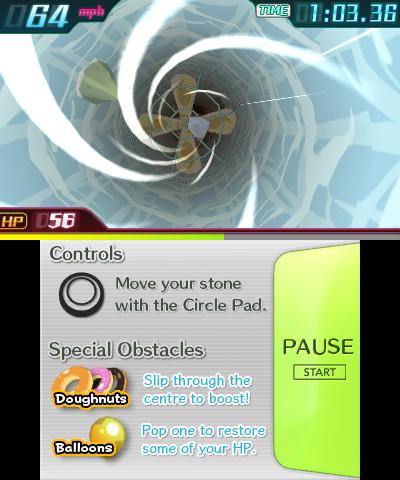 064 mph
TIME 01:03.36
HP 056
Controls
Move your stone
with the Circle Pad.
Special Obstacles
Doughnuts
Slip through the
centre to boost!
Balloons
Pop one to restore
some of your HP.
PAUSE
START